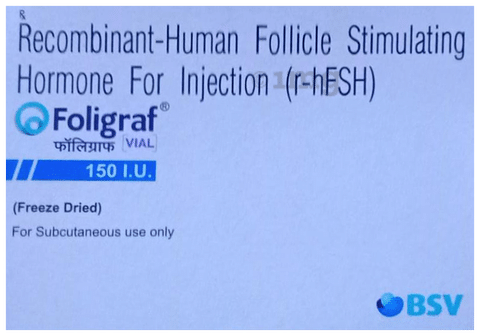 &
Recombinant-Human Follicle Stimulating
Hormone For Injection (r-hFSH)
Foligraf®
फॉलिग्राफ VIAL
150 I.U.
(Freeze Dried)
For Subcutaneous use only
BSV